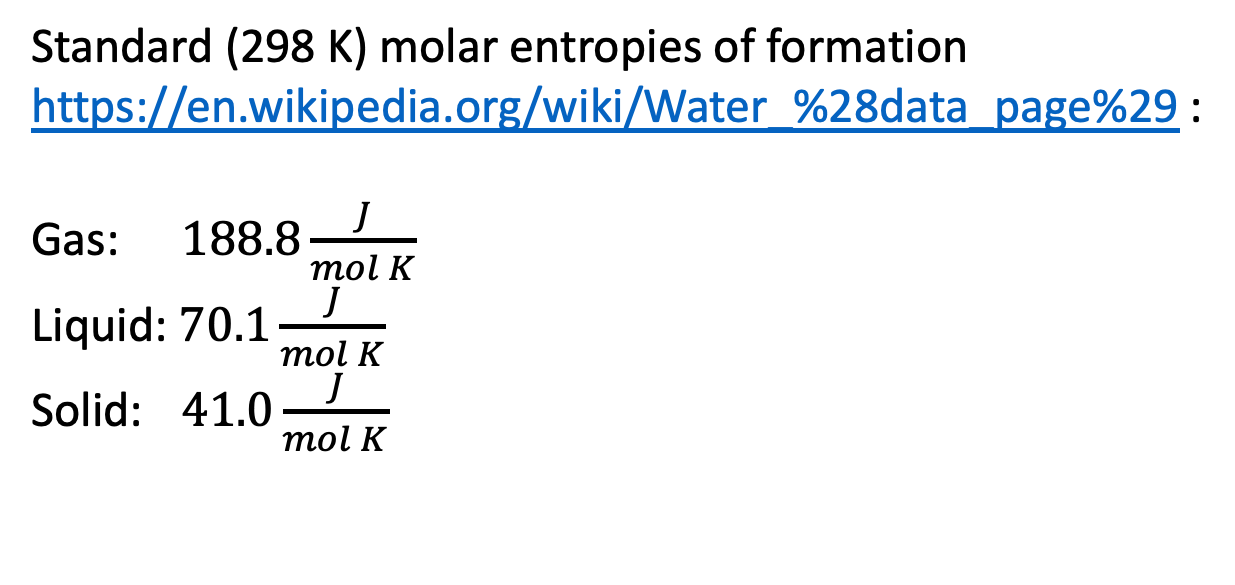 Standard (298 K) molar entropies of formation
https://en.wikipedia.org/wiki/Water_%28data_page%29 :
Gas: 188.8 J/mol K
Liquid: 70.1 J/mol K
Solid: 41.0 J/mol K